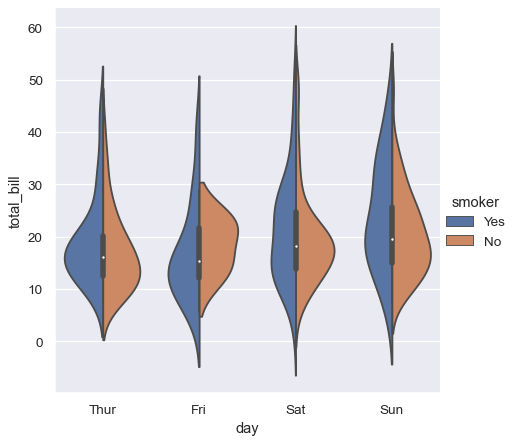 60
50
40
30
20
10
0
total_bill
Thur Fri Sat Sun
day
smoker
Yes
No